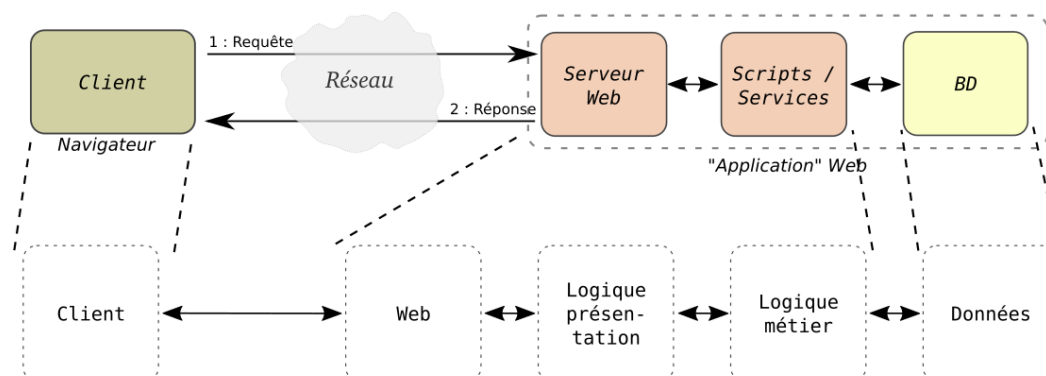 1 : Requête
Client
Réseau
Serveur
Web
Scripts /
Services
BD
2 : Réponse
Navigateur
"Application" Web
Client
Web
Logique
présen-
tation
Logique
métier
Données